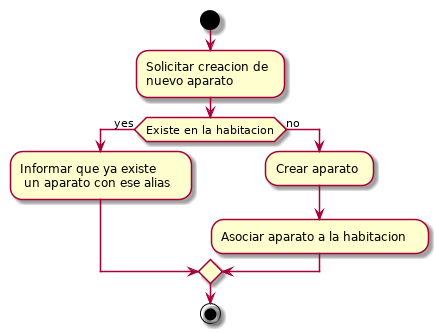 Solicitar creacion de
nuevo aparato
yes
Existe en la habitacion
no
Informar que ya existe
un aparato con ese alias
Crear aparato
Asociar aparato a la habitacion